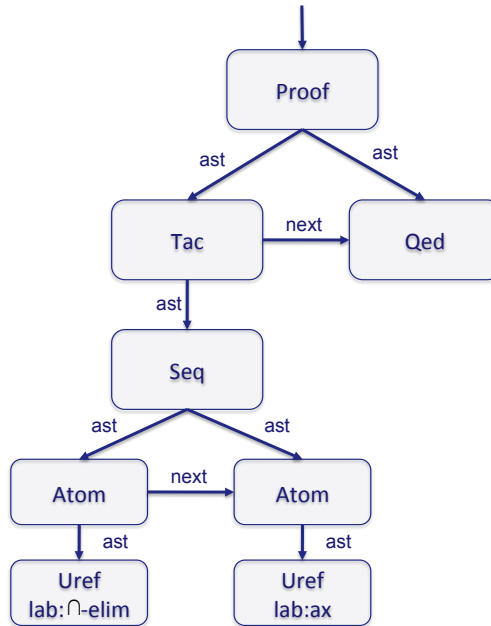 Proof
ast
ast
Tac
next
Qed
ast
Seq
ast
ast
Atom
next
Atom
ast
ast
Uref
lab:∩-elim
Uref
lab:ax